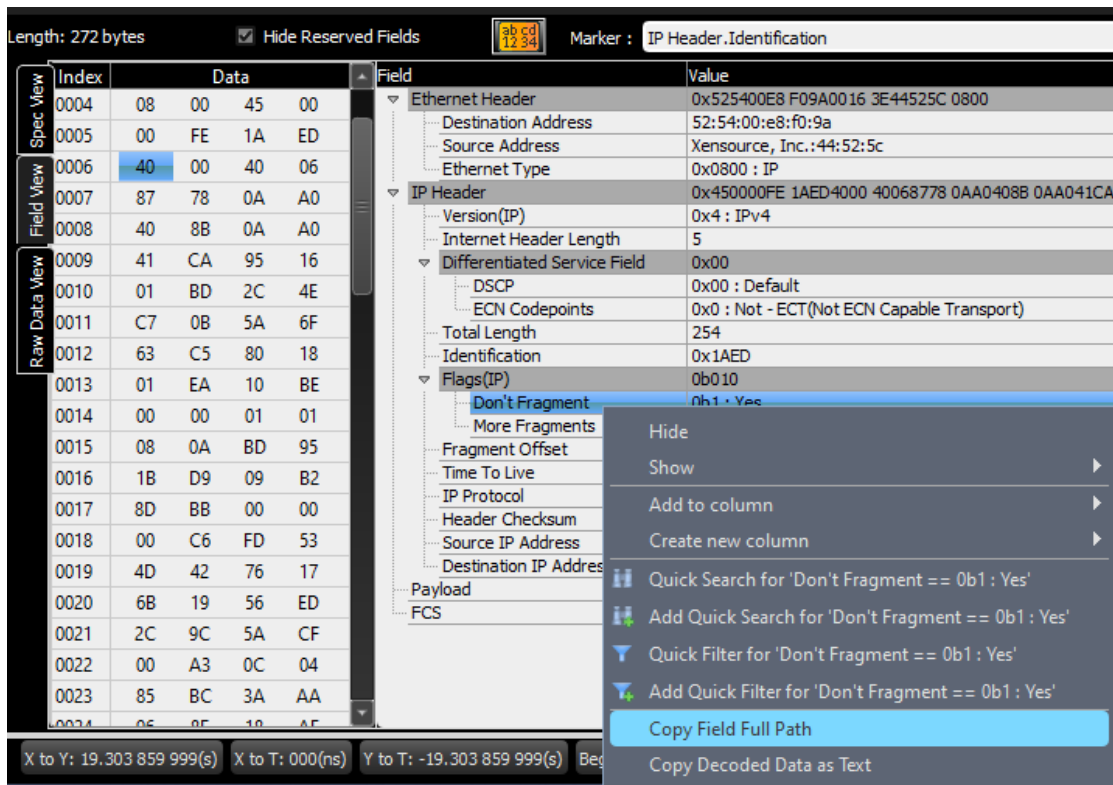 Length: 272 bytes Hide Reserved Fields ab cd 12 34 Marker : IP Header.Identification
Spec View
Field View
Raw Data View
Index Data
0004 08 00 45 00
0005 00 FE 1A ED
0006 40 00 40 06
0007 87 78 0A A0
0008 40 8B 0A A0
0009 41 CA 95 16
0010 01 BD 2C 4E
0011 C7 0B 5A 6F
0012 63 C5 80 18
0013 01 EA 10 BE
0014 00 00 01 01
0015 08 0A BD 95
0016 1B D9 09 B2
0017 8D BB 00 00
0018 00 C6 FD 53
0019 4D 42 76 17
0020 6B 19 56 ED
0021 2C 9C 5A CF
0022 00 A3 0C 04
0023 85 BC 3A AA
Field Value
Ethernet Header 0x525400E8 F09A0016 3E44525C 0800
Destination Address 52:54:00:e8:f0:9a
Source Address Xensource, Inc.:44:52:5c
Ethernet Type 0x0800 : IP
IP Header 0x450000FE 1AED4000 40068778 0AA0408B 0AA041CA
Version(IP) 0x4 : IPv4
Internet Header Length 5
Differentiated Service Field 0x00
DSCP 0x00 : Default
ECN Codepoints 0x0 : Not - ECT(Not ECN Capable Transport)
Total Length 254
Identification 0x1AED
Flags(IP) 0b010
Don't Fragment 0b1 : Yes
More Fragments
Fragment Offset
Time To Live
IP Protocol
Header Checksum
Source IP Address
Destination IP Addres
Payload
FCS
Hide
Show
Add to column
Create new column
Quick Search for 'Don't Fragment == 0b1 : Yes'
Add Quick Search for 'Don't Fragment == 0b1 : Yes'
Quick Filter for 'Don't Fragment == 0b1 : Yes'
Add Quick Filter for 'Don't Fragment == 0b1 : Yes'
Copy Field Full Path
Copy Decoded Data as Text
X to Y: 19.303 859 999(s) X to T: 000(ns) Y to T: -19.303 859 999(s) Beg